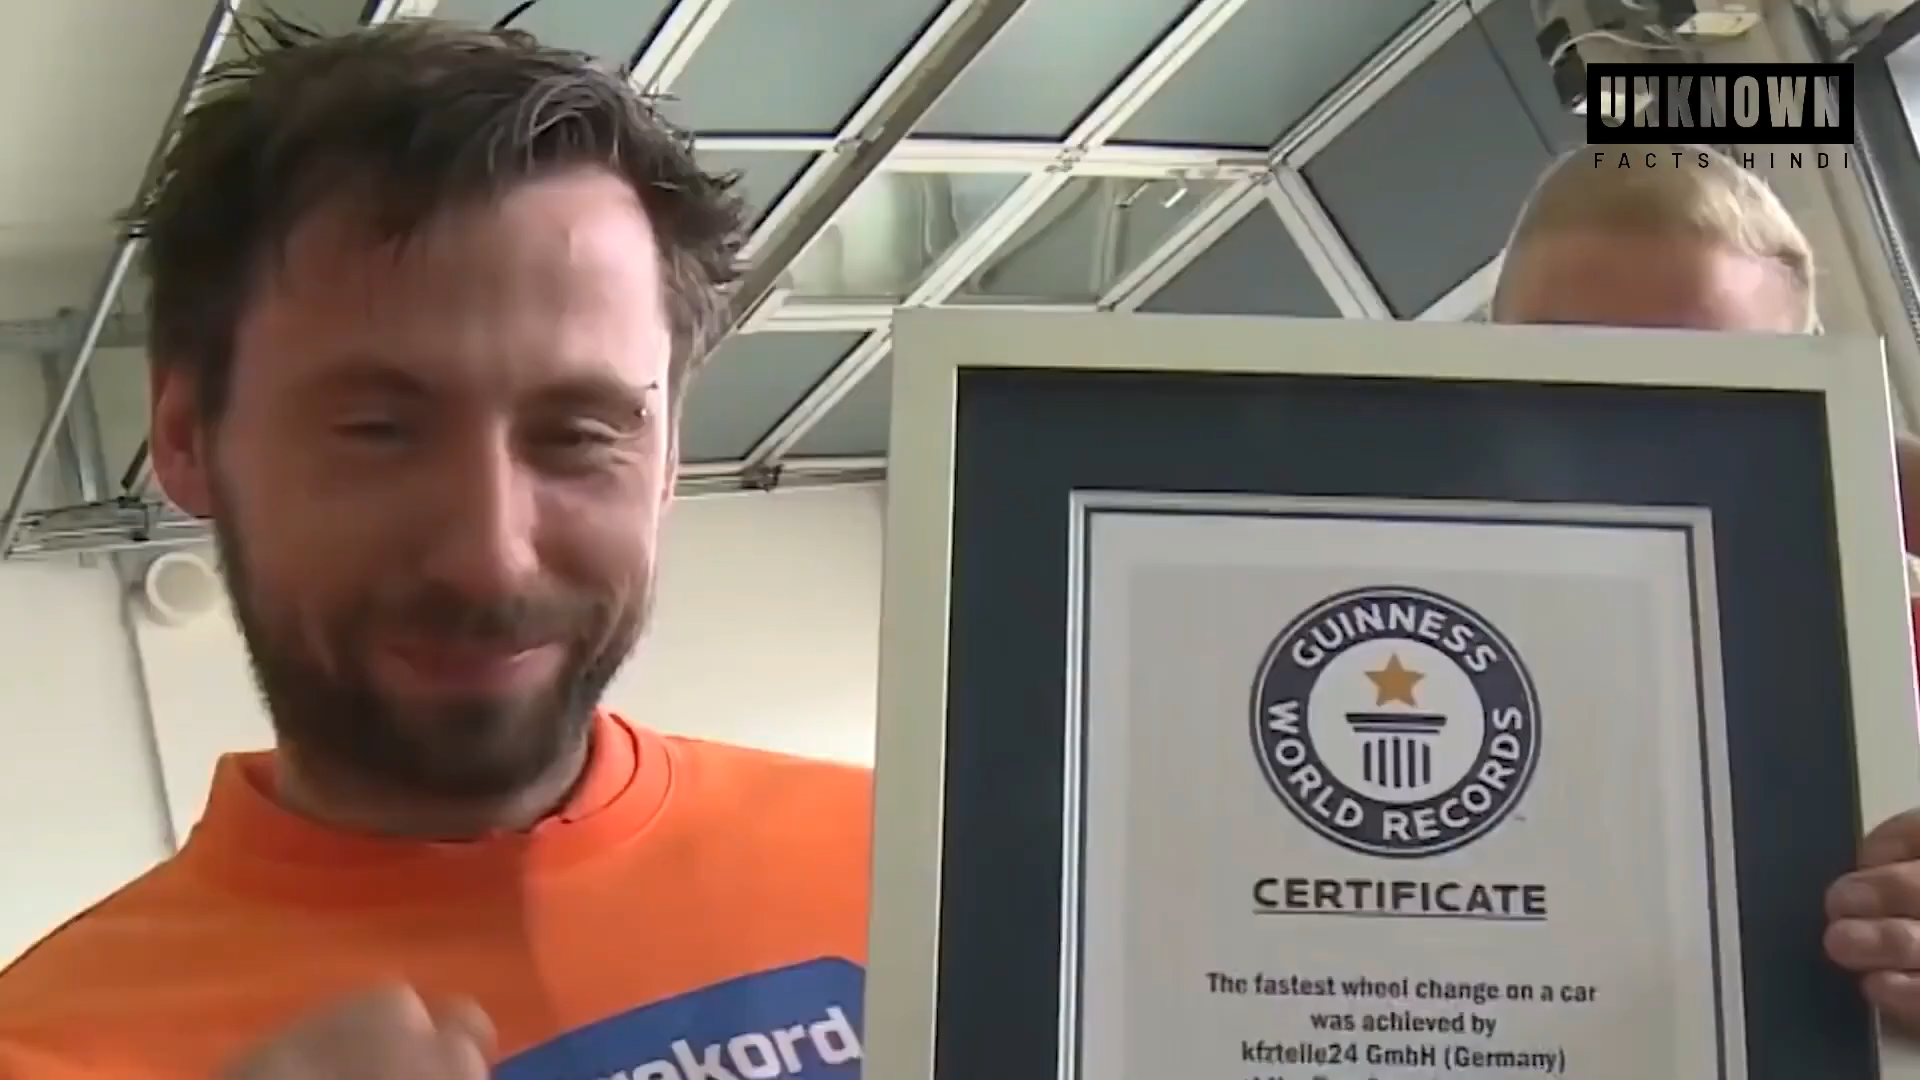 UNKNOWN
FACTS HINDI
GUINNESS
WORLD RECORDS
CERTIFICATE
The fastest wheel change on a car
was achieved by
kfzteile24 GmbH (Germany)
ekord